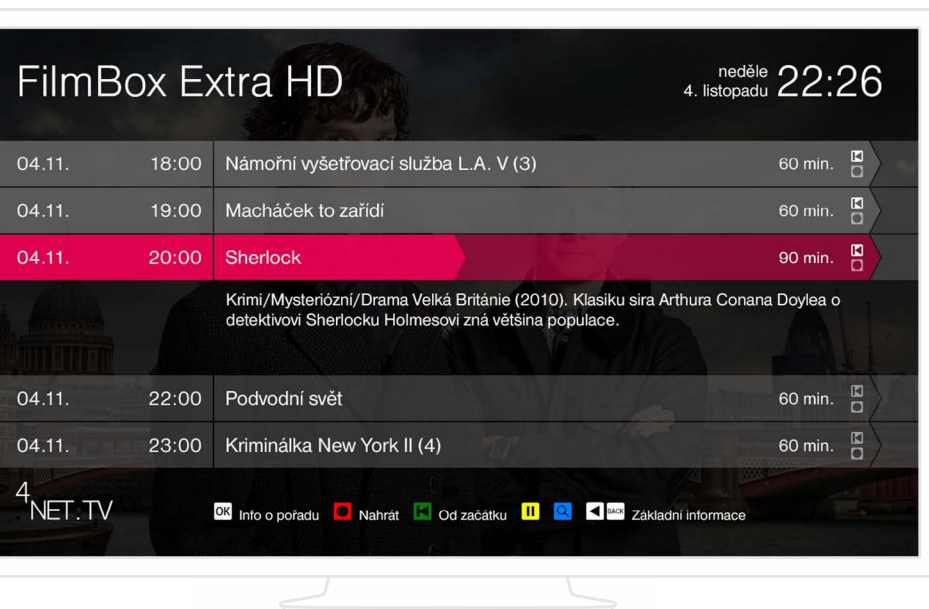 FilmBox Extra HD
neděle
4. listopadu 22:26
04.11. 18:00 Námořní vyšetřovací služba L.A. V (3) 60 min.
04.11. 19:00 Macháček to zařídí 60 min.
04.11. 20:00 Sherlock 90 min.
Krimi/Mysteriózní/Drama Velká Británie (2010). Klasiku sira Arthura Conana Doylea o
detektivovi Sherlocku Holmesovi zná většina populace.
04.11. 22:00 Podvodní svět 60 min.
04.11. 23:00 Kriminálka New York II (4) 60 min.
4NET.TV
OK Info o pořadu Nahrát Od začátku BACK Základní informace